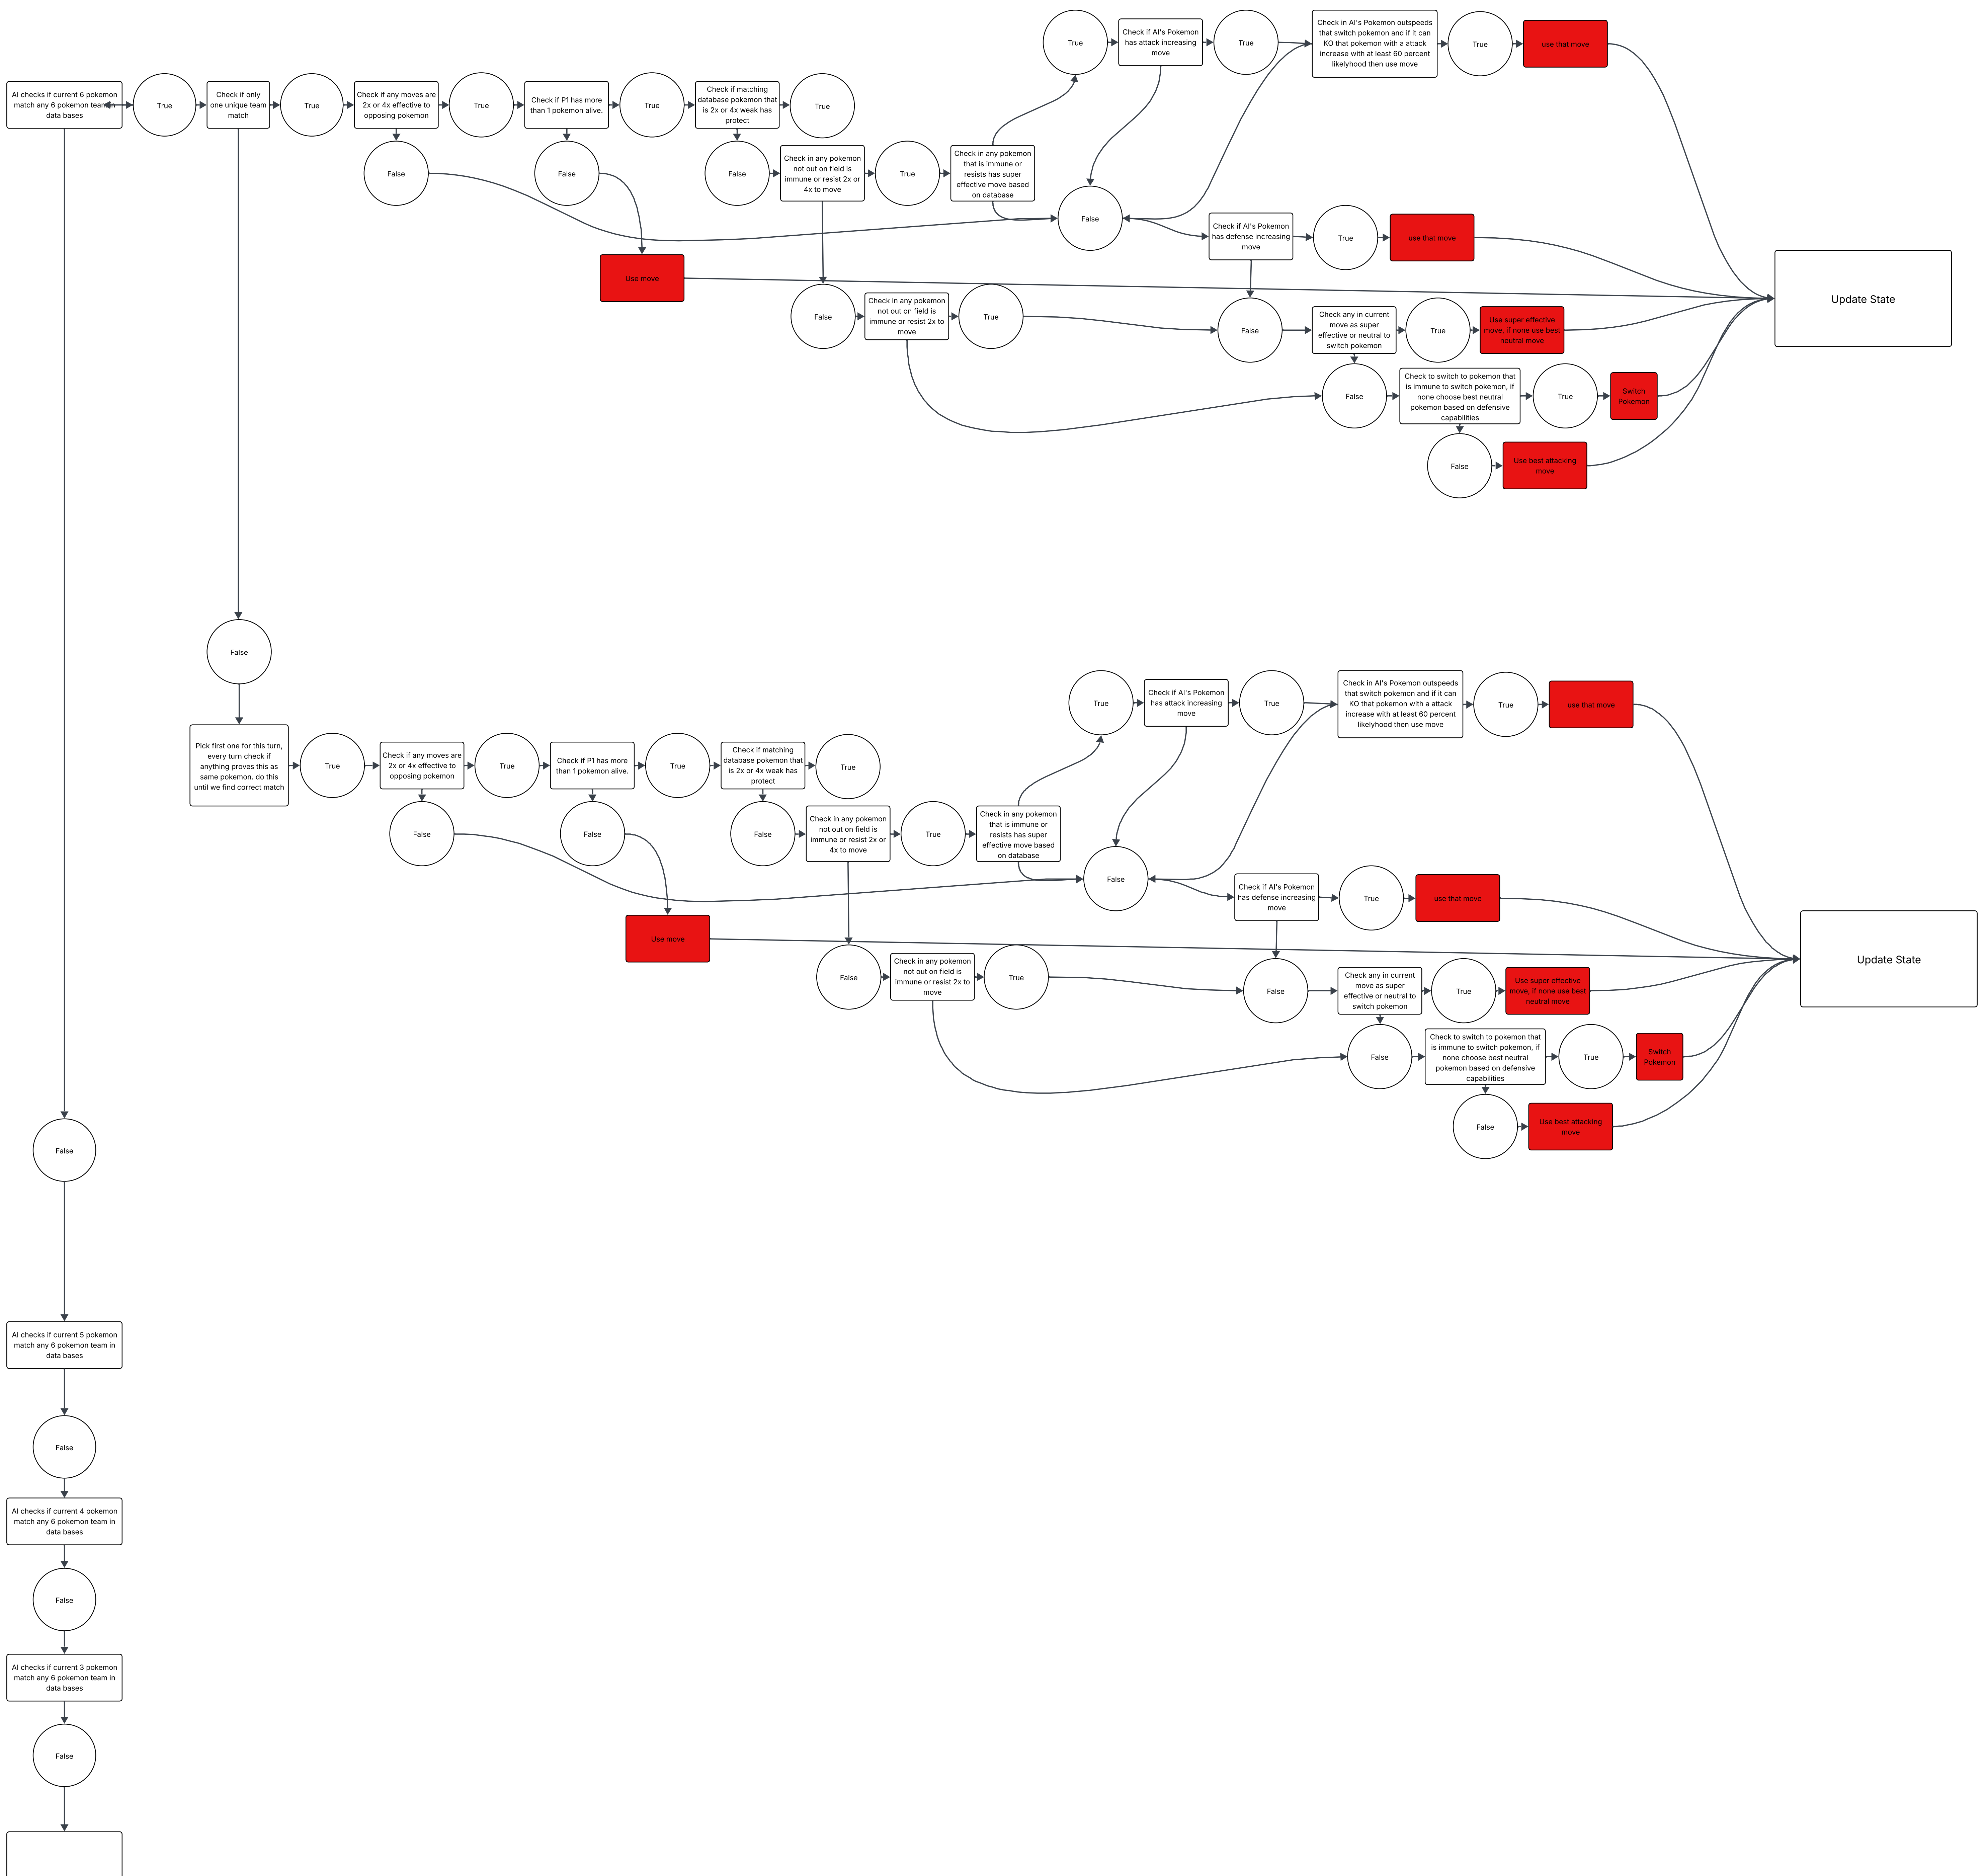 True
Check if AI's Pokemon
has attack increasing
move
True
Check in AI's Pokemon outspeeds
that switch pokemon and if it can
KO that pokemon with a attack
increase with at least 60 percent
likelyhood then use move
True
use that move
AI checks if current 6 pokemon
match any 6 pokemon team in
data bases
True
Check if only
one unique team
match
True
Check if any moves are
2x or 4x effective to
opposing pokemon
True
Check if P1 has more
than 1 pokemon alive.
True
Check if matching
database pokemon that
is 2x or 4x weak has
protect
True
False
False
False
Check in any pokemon
not out on field is
immune or resist 2x or
4x to move
True
Check in any pokemon
that is immune or
resists has super
effective move based
on database
False
Check if AI's Pokemon
has defense increasing
move
True
use that move
Use move
Update State
False
Check in any pokemon
not out on field is
immune or resist 2x to
move
True
False
Check any in current
move as super
effective or neutral to
switch pokemon
True
Use super effective
move, if none use best
neutral move
False
Check to switch to pokemon that
is immune to switch pokemon, if
none choose best neutral
pokemon based on defensive
capabilities
True
Switch
Pokemon
False
Use best attacking
move
False
True
Check if AI's Pokemon
has attack increasing
move
True
Check in AI's Pokemon outspeeds
that switch pokemon and if it can
KO that pokemon with a attack
increase with at least 60 percent
likelyhood then use move
True
use that move
Pick first one for this turn,
every turn check if
anything proves this as
same pokemon. do this
until we find correct match
True
Check if any moves are
2x or 4x effective to
opposing pokemon
True
Check if P1 has more
than 1 pokemon alive.
True
Check if matching
database pokemon that
is 2x or 4x weak has
protect
True
False
False
False
Check in any pokemon
not out on field is
immune or resist 2x or
4x to move
True
Check in any pokemon
that is immune or
resists has super
effective move based
on database
False
Check if AI's Pokemon
has defense increasing
move
True
use that move
Use move
Update State
False
Check in any pokemon
not out on field is
immune or resist 2x to
move
True
False
Check any in current
move as super
effective or neutral to
switch pokemon
True
Use super effective
move, if none use best
neutral move
False
Check to switch to pokemon that
is immune to switch pokemon, if
none choose best neutral
pokemon based on defensive
capabilities
True
Switch
Pokemon
False
Use best attacking
move
False
AI checks if current 5 pokemon
match any 6 pokemon team in
data bases
False
AI checks if current 4 pokemon
match any 6 pokemon team in
data bases
False
AI checks if current 3 pokemon
match any 6 pokemon team in
data bases
False